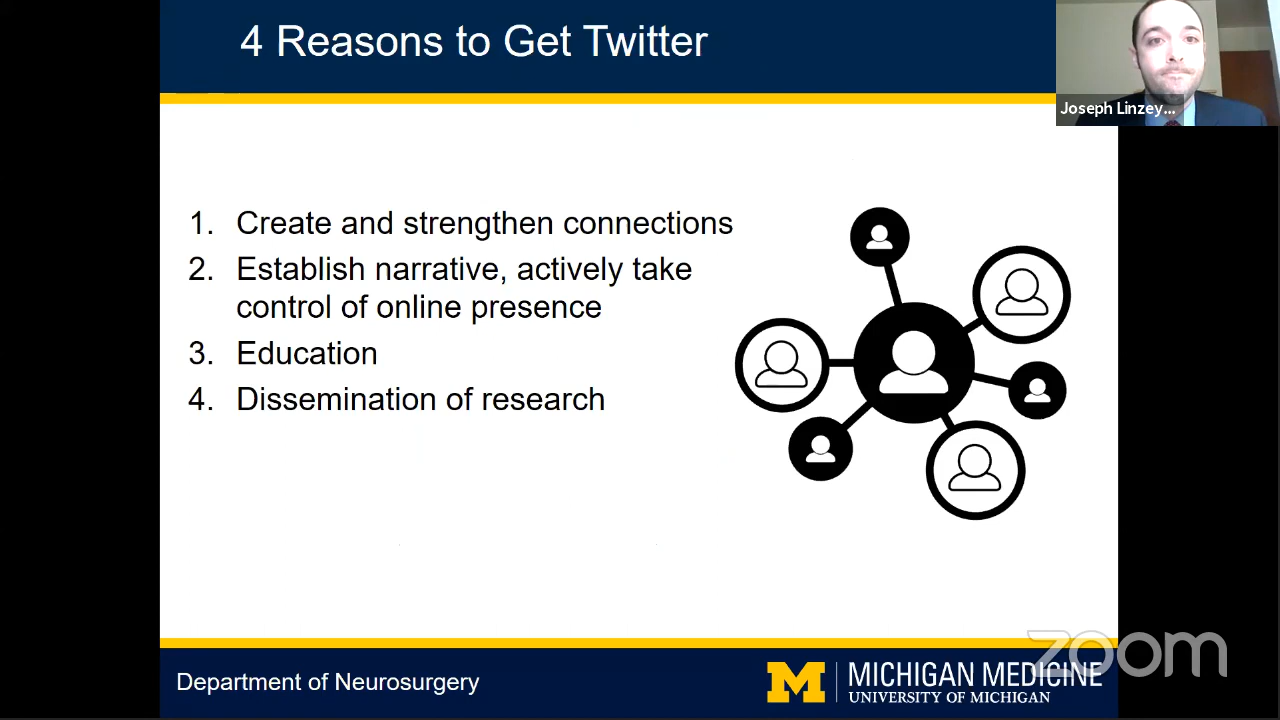 4 Reasons to Get Twitter
Joseph Linzey...
1. Create and strengthen connections
2. Establish narrative, actively take
control of online presence
3. Education
4. Dissemination of research
Department of Neurosurgery
M
MICHIGAN MEDICINE
UNIVERSITY OF MICHIGAN
zoom